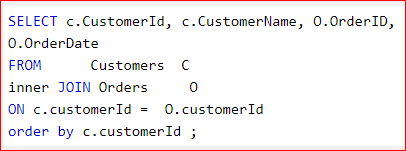 SELECT c.CustomerId, c.CustomerName, O.OrderID,
O.OrderDate
FROM Customers C
inner JOIN Orders O
ON c.customerId = O.customerId
order by c.customerId ;